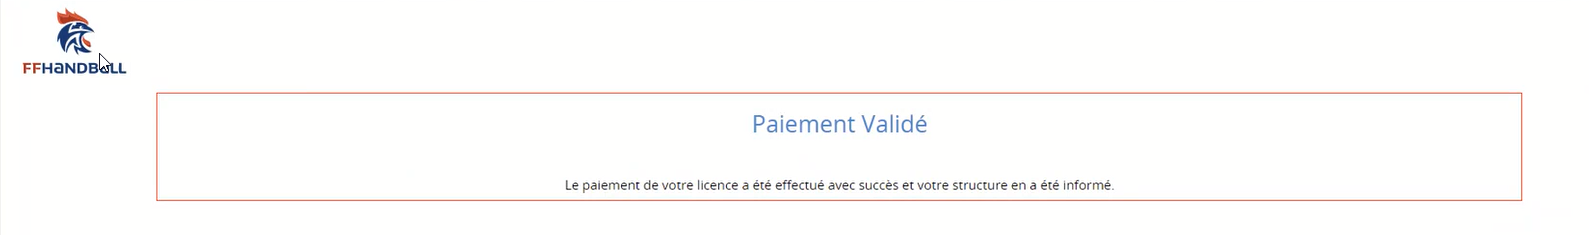 FFHANDBALL
Paiement Validé
Le paiement de votre licence a été effectué avec succès et votre structure en a été informé.